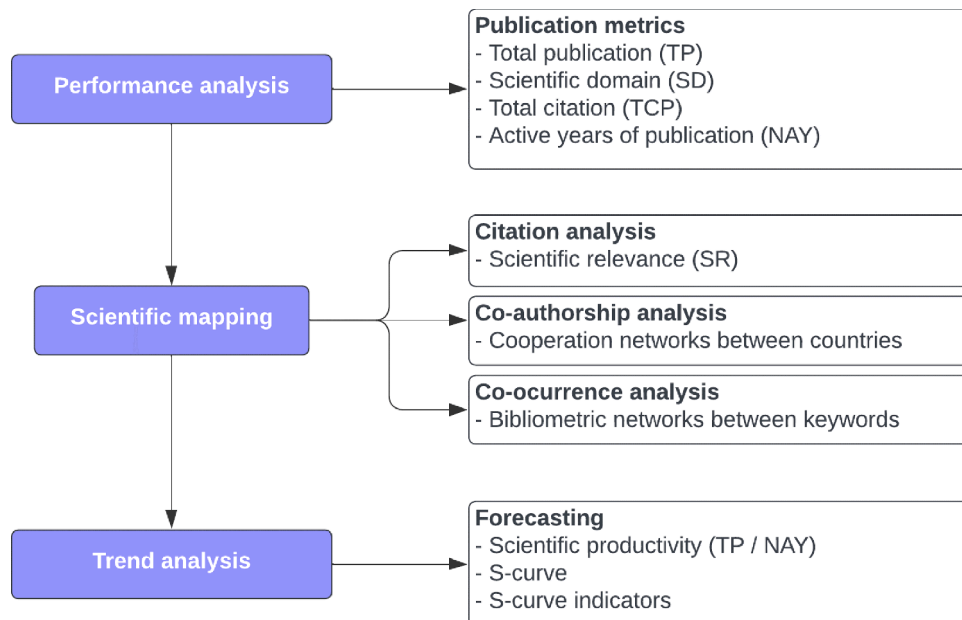 Performance analysis
Publication metrics
- Total publication (TP)
- Scientific domain (SD)
- Total citation (TCP)
- Active years of publication (NAY)
Scientific mapping
Citation analysis
- Scientific relevance (SR)
Co-authorship analysis
- Cooperation networks between countries
Co-ocurrence analysis
- Bibliometric networks between keywords
Trend analysis
Forecasting
- Scientific productivity (TP / NAY)
- S-curve
- S-curve indicators